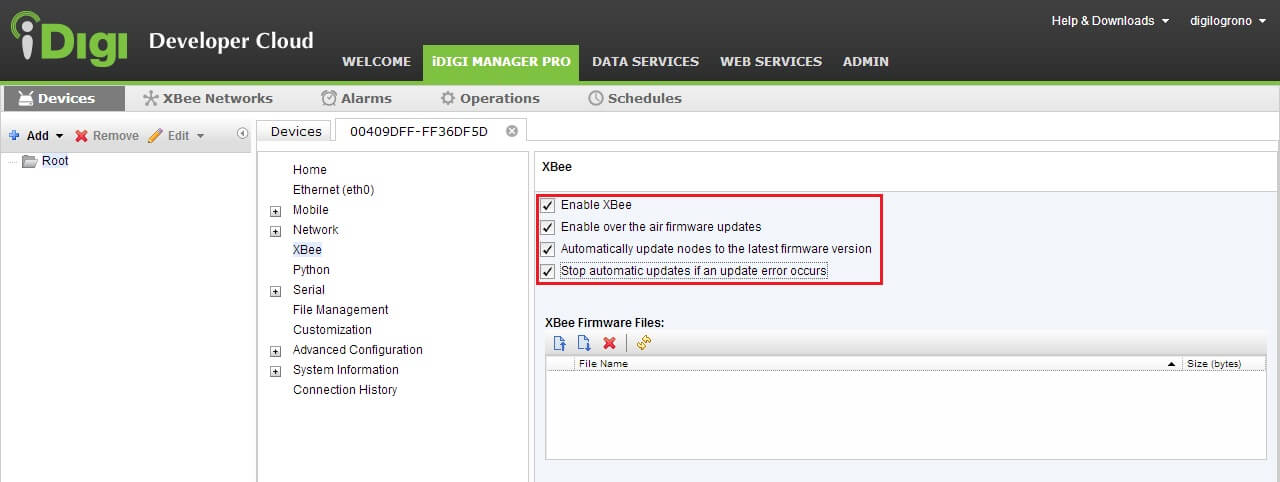 iDigi Developer Cloud
Help & Downloads digilogrono
WELCOME iDIGI MANAGER PRO DATA SERVICES WEB SERVICES ADMIN
Devices XBee Networks Alarms Operations Schedules
Add Remove Edit
Root
Devices 00409DFF-FF36DF5D
Home
Ethernet (eth0)
Mobile
Network
XBee
Python
Serial
File Management
Customization
Advanced Configuration
System Information
Connection History
XBee
Enable XBee
Enable over the air firmware updates
Automatically update nodes to the latest firmware version
Stop automatic updates if an update error occurs
XBee Firmware Files:
File Name Size (bytes)